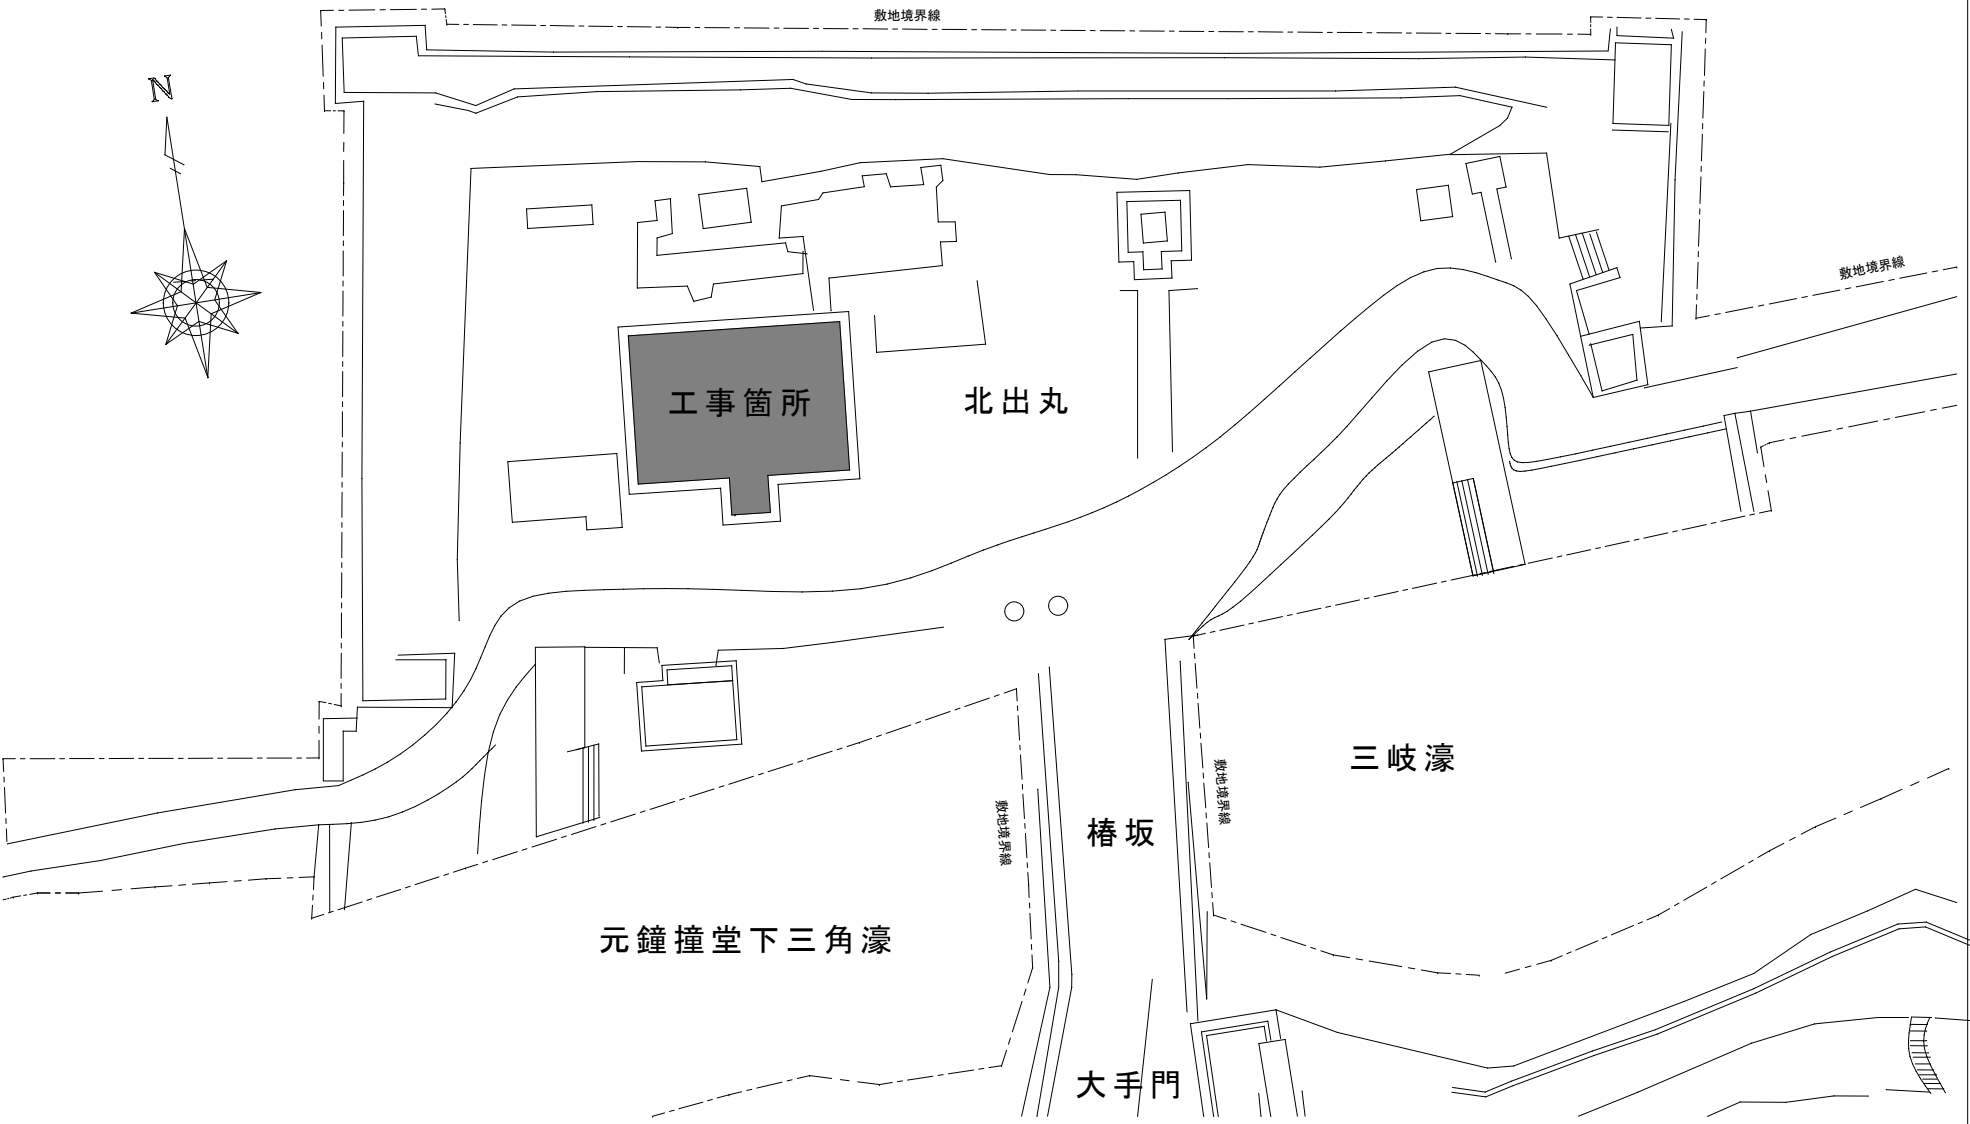 敷地境界線
N
敷地境界線
工事箇所
北出丸
三岐濠
敷地境界線
敷地境界線
椿坂
元鐘撞堂下三角濠
大手門